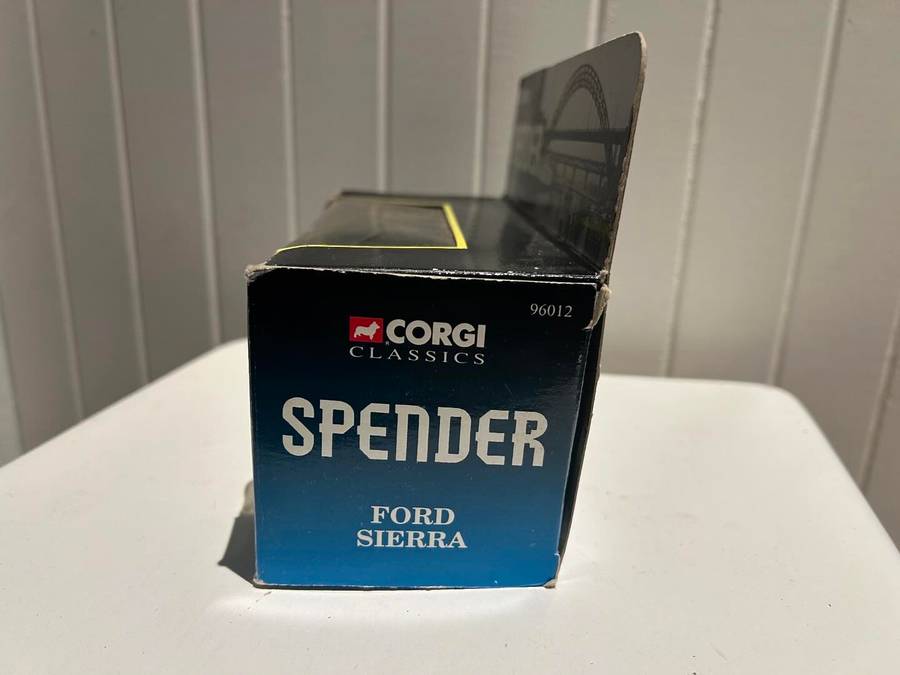 96012
CORGI
CLASSICS
SPENDER
FORD
SIERRA